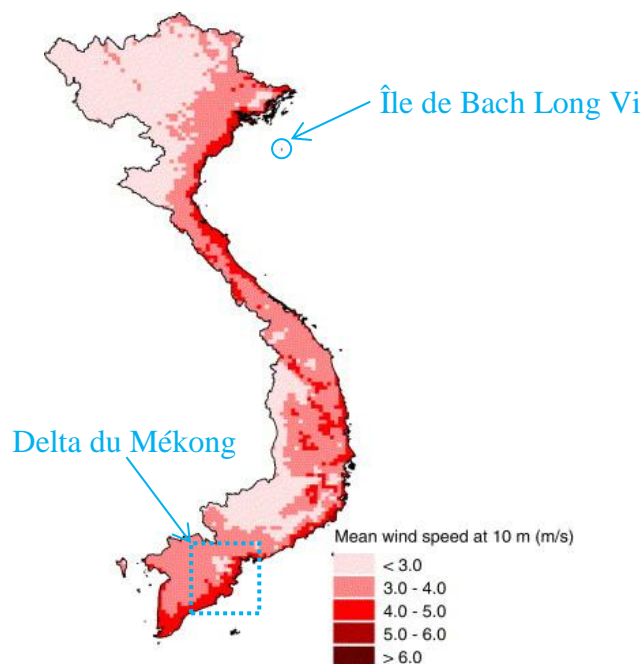 Île de Bach Long Vi
Delta du Mékong
Mean wind speed at 10 m (m/s)
< 3.0
3.0 - 4.0
4.0 - 5.0
5.0 - 6.0
> 6.0